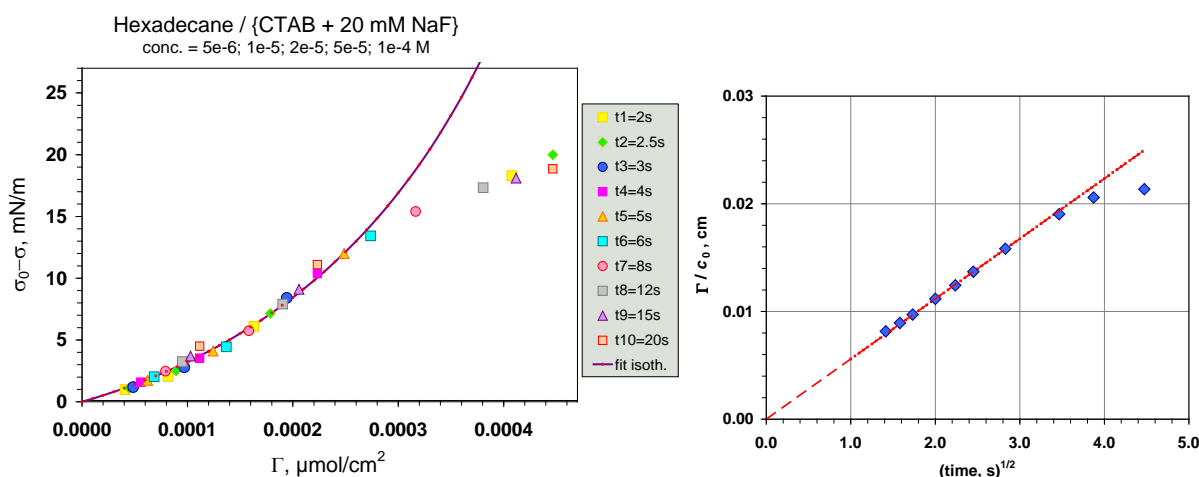 Hexadecane / {CTAB + 20 mM NaF}
conc. = 5e-6; 1e-5; 2e-5; 5e-5; 1e-4 M
25
20
15
10
5
0
σ₀−σ, mN/m
0.0000 0.0001 0.0002 0.0003 0.0004
Γ, µmol/cm²
t1=2s
t2=2.5s
t3=3s
t4=4s
t5=5s
t6=6s
t7=8s
t8=12s
t9=15s
t10=20s
fit isoth.
0.03
0.02
0.01
0.00
Γ / c₀ , cm
0.0 1.0 2.0 3.0 4.0 5.0
(time, s)¹ᐟ²